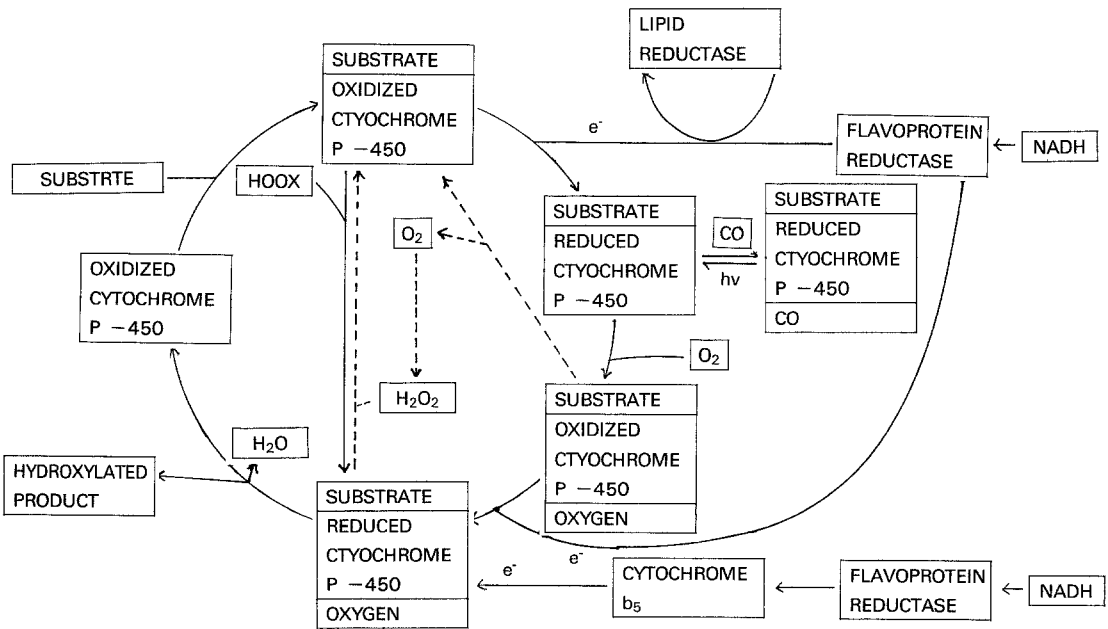 LIPID
REDUCTASE
SUBSTRATE
OXIDIZED
CTYOCHROME
P -450
e-
FLAVOPROTEIN
REDUCTASE
NADH
SUBSTRTE
HOOX
SUBSTRATE
REDUCED
CTYOCHROME
P -450
CO
hv
SUBSTRATE
REDUCED
CTYOCHROME
P -450
CO
O2
OXIDIZED
CYTOCHROME
P -450
O2
H2O2
SUBSTRATE
OXIDIZED
CTYOCHROME
P -450
OXYGEN
H2O
HYDROXYLATED
PRODUCT
SUBSTRATE
REDUCED
CTYOCHROME
P -450
OXYGEN
e-
e-
CYTOCHROME
b5
FLAVOPROTEIN
REDUCTASE
NADH